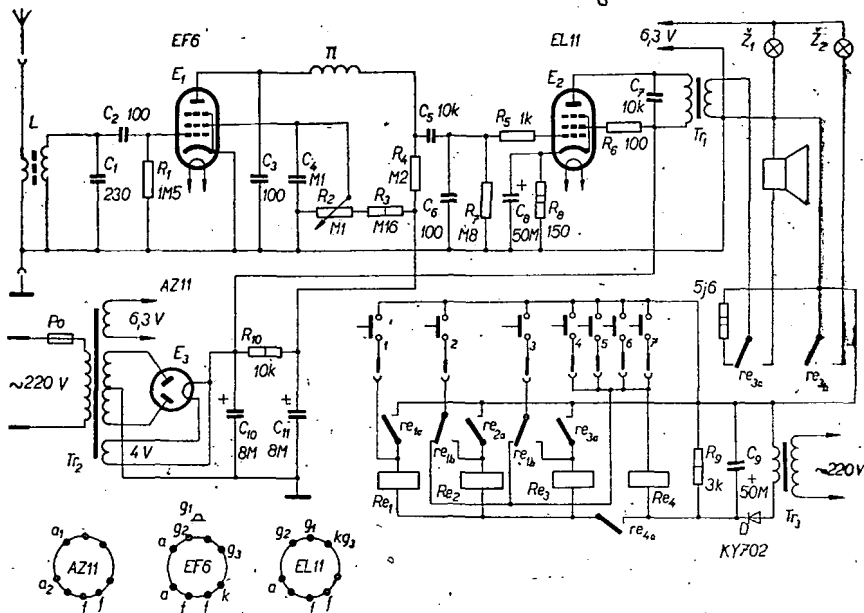 EF6
EL11
E₁
Π
E₂
6,3 V
Ž₁
Ž₂
L
C₂ 100
C₁
230
R₁
1M5
C₃
100
C₄
M1
R₂
M1
R₃
M16
R₄
M2
C₅ 10k
C₆
100
R₅ 1k
R₇
M8
C₈
50M
+
R₈
150
R₆
100
C₇
10k
Tr₁
5j6
re₃c
re₃b
AZ11
Po
6,3 V
~220 V
E₃
4 V
Tr₂
R₁₀
10k
+
C₁₀
8M
+
C₁₁
8M
1
2
3
4
5
6
7
re₁a
re₁b
re₂a
re₁b
re₃a
Re₁
Re₂
Re₃
Re₄
re₄a
R₉
3k
C₉
+
50M
D
KY702
Tr₃
~220V
a₁
a₂
AZ11
f
f
g₁
g₂
a
g₃
EF6
a
f
f
k
g₂
g₁
kg₃
EL11
a
f
f